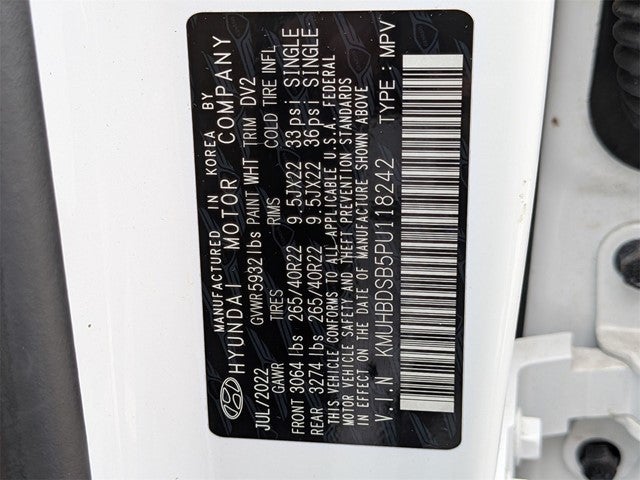 MANUFACTURED IN KOREA BY
HYUNDAI MOTOR COMPANY
JUL/2022 GVWR 5932 lbs PAINT WHT TRIM DV2
GAWR TIRES RIMS COLD TIRE INFL
FRONT 3064 lbs 265/40R22 9.5JX22 33psi SINGLE
REAR 3274 lbs 265/40R22 9.5JX22 36psi SINGLE
THIS VEHICLE CONFORMS TO ALL APPLICABLE U.S.A. FEDERAL
MOTOR VEHICLE SAFETY AND THEFT PREVENTION STANDARDS
IN EFFECT ON THE DATE OF MANUFACTURE SHOWN ABOVE.
V.I.N KMUHBDSB5PU118242 TYPE : MPV